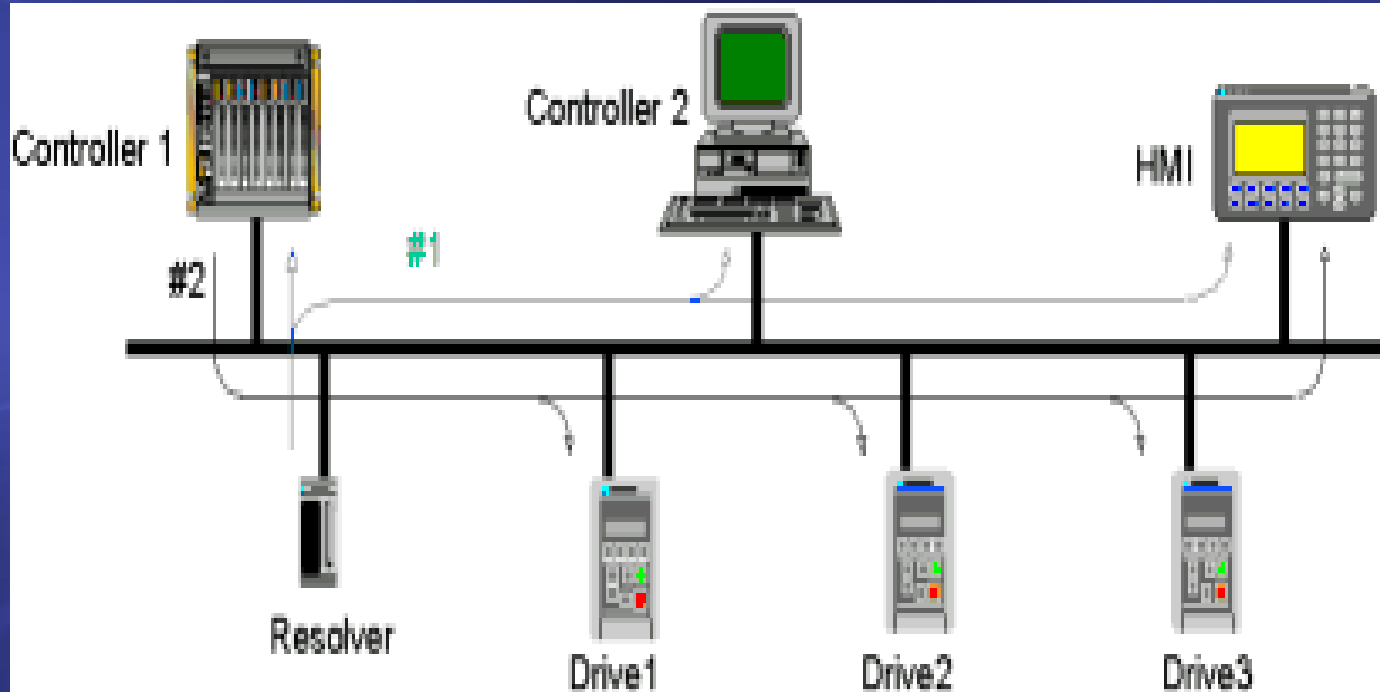 Controller 1
Controller 2
HMI
#1
#2
Resolver
Drive1
Drive2
Drive3